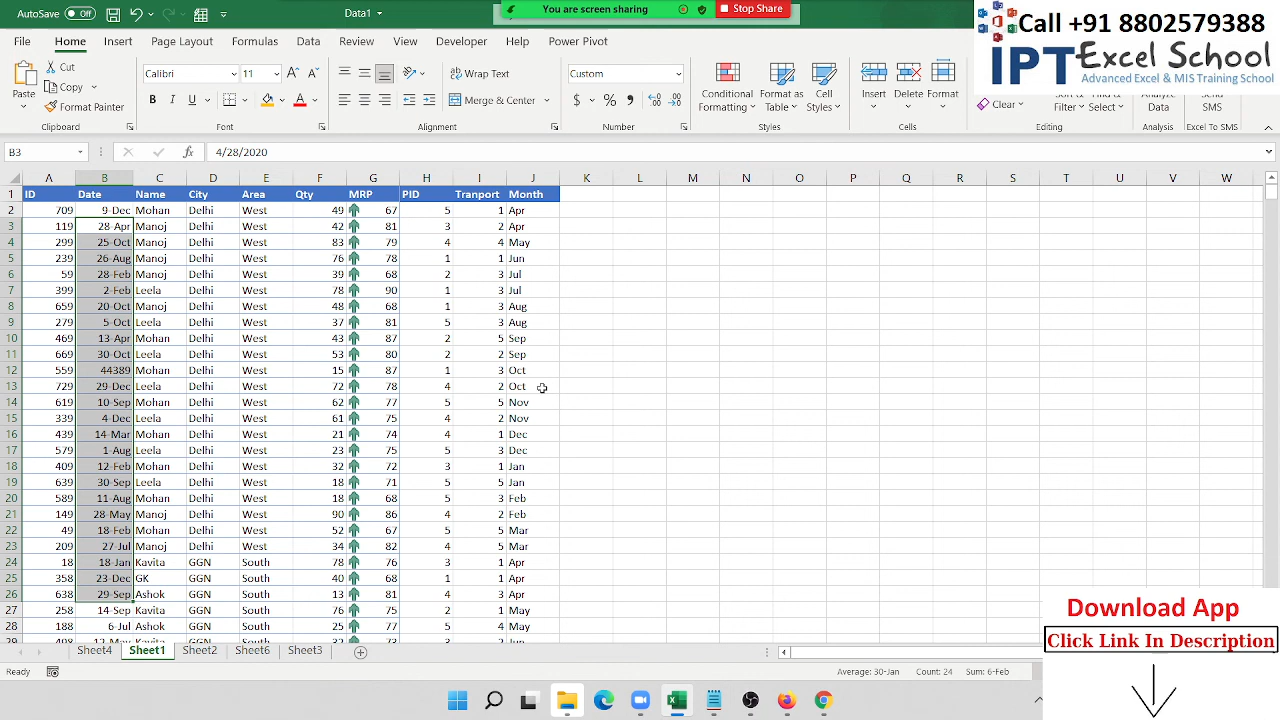 AutoSave Off
Data1
You are screen sharing
Stop Share
Call +91 8802579388
IPT Excel School
Advanced Excel & MIS Training School
File Home Insert Page Layout Formulas Data Review View Developer Help Power Pivot
Paste
Cut
Copy
Format Painter
Calibri 11
B I U
Wrap Text
Merge & Center
Custom
$ % 9
Conditional Formatting
Format as Table
Cell Styles
Insert Delete Format
Clear
Sort & Filter
Find & Select
Analyze Data
Send SMS
Clipboard Font Alignment Number Styles Cells Editing Analysis Excel To SMS
B3 fx 4/28/2020
A B C D E F G H I J K L M N O P Q R S T U V W
1 ID Date Name City Area Qty MRP PID Tranport Month
2 709 9-Dec Mohan Delhi West 49 67 5 1 Apr
3 119 28-Apr Manoj Delhi West 42 81 3 2 Apr
4 299 25-Oct Manoj Delhi West 83 79 4 4 May
5 239 26-Aug Manoj Delhi West 76 78 1 1 Jun
6 59 28-Feb Manoj Delhi West 39 68 2 3 Jul
7 399 2-Feb Leela Delhi West 78 90 1 3 Jul
8 659 20-Oct Manoj Delhi West 48 68 1 3 Aug
9 279 5-Oct Leela Delhi West 37 81 5 3 Aug
10 469 13-Apr Mohan Delhi West 43 87 2 5 Sep
11 669 30-Oct Leela Delhi West 53 80 2 2 Sep
12 559 44389 Mohan Delhi West 15 87 1 3 Oct
13 729 29-Dec Leela Delhi West 72 78 4 2 Oct
14 619 10-Sep Mohan Delhi West 62 77 5 5 Nov
15 339 4-Dec Leela Delhi West 61 75 4 2 Nov
16 439 14-Mar Mohan Delhi West 21 74 4 1 Dec
17 579 1-Aug Leela Delhi West 23 75 5 3 Dec
18 409 12-Feb Mohan Delhi West 32 72 3 1 Jan
19 639 30-Sep Leela Delhi West 18 71 5 5 Jan
20 589 11-Aug Mohan Delhi West 18 68 5 3 Feb
21 149 28-May Manoj Delhi West 90 86 4 2 Feb
22 49 18-Feb Mohan Delhi West 52 67 5 5 Mar
23 209 27-Jul Manoj Delhi West 34 82 4 5 Mar
24 18 18-Jan Kavita GGN South 78 76 3 1 Apr
25 358 23-Dec GK GGN South 40 68 1 1 Apr
26 638 29-Sep Ashok GGN South 13 81 4 3 Apr
27 258 14-Sep Kavita GGN South 76 75 2 1 May
28 188 6-Jul Ashok GGN South 25 77 5 4 May
29 498 12-May Kavita GGN South 32 73 3 2 Jun
Sheet4 Sheet1 Sheet2 Sheet6 Sheet3
Ready
Average: 30-Jan Count: 24 Sum: 6-Feb
Download App
Click Link In Description